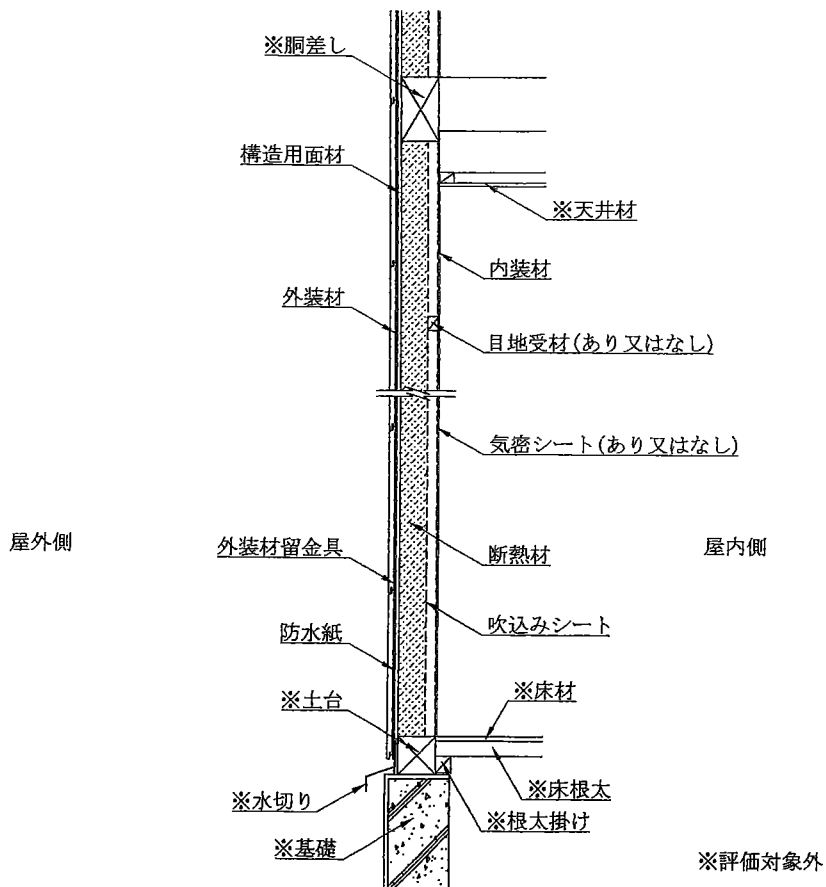 ※胴差し
構造用面材
※天井材
内装材
外装材
目地受材(あり又はなし)
気密シート(あり又はなし)
屋外側
外装材留金具
断熱材
屋内側
吹込みシート
防水紙
※床材
※土台
※床根太
※水切り
※根太掛け
※基礎
※評価対象外